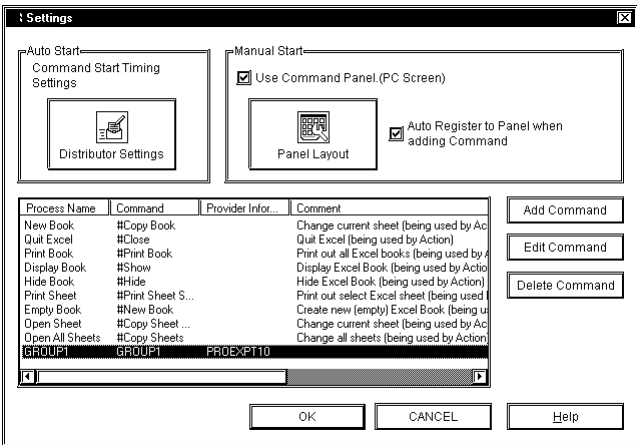 Settings
Auto Start
Command Start Timing
Settings
Distributor Settings
Manual Start
Use Command Panel.(PC Screen)
Panel Layout
Auto Register to Panel when
adding Command
Process Name Command Provider Infor... Comment
New Book #Copy Book Change current sheet (being used by Ac
Quit Excel #Close Quit Excel (being used by Action)
Print Book #Print Book Print out all Excel books (being used by A
Display Book #Show Display Excel Book (being used by Actio
Hide Book #Hide Hide Excel Book (being used by Action)
Print Sheet #Print Sheet S... Print out select Excel sheet (being used l
Empty Book #New Book Create new (empty) Excel Book (being u
Open Sheet #Copy Sheet ... Change current sheet (being used by Ac
Open All Sheets #Copy Sheets Change all sheets (being used by Action
GROUP1 GROUP1 PROEXPT10
Add Command
Edit Command
Delete Command
OK CANCEL Help